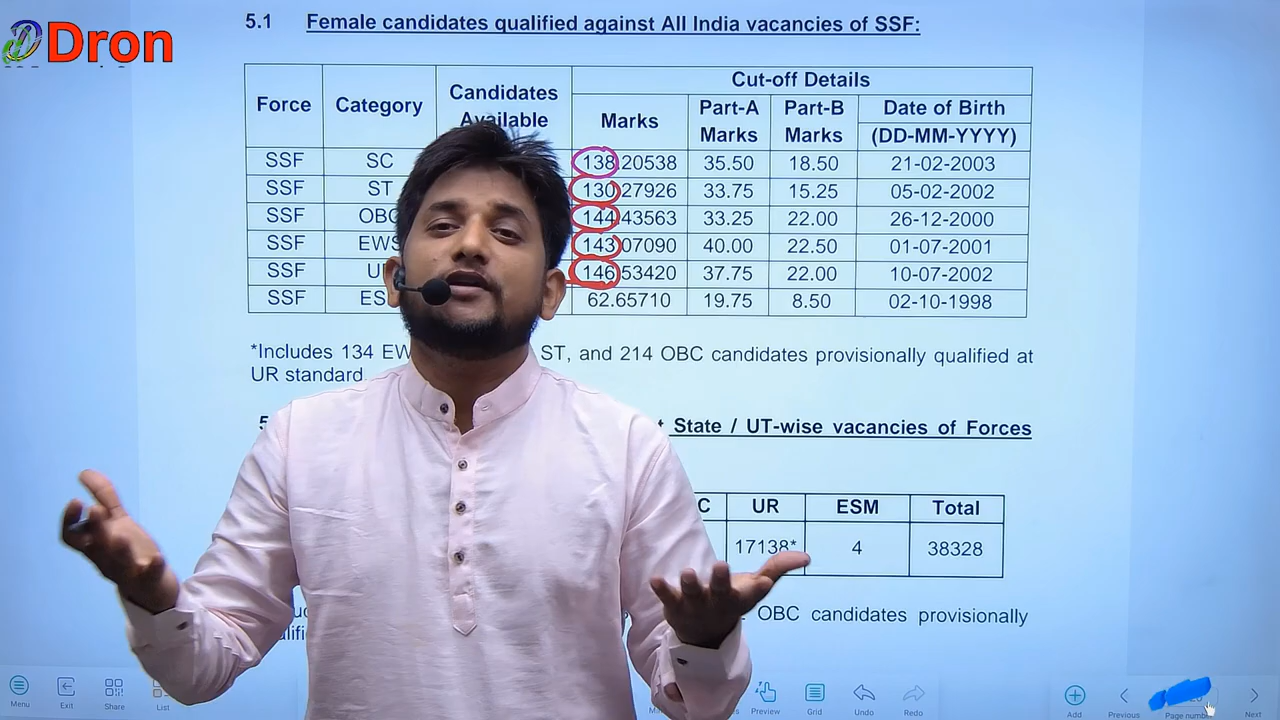 Dron
5.1 Female candidates qualified against All India vacancies of SSF:
Force Category Candidates Available Cut-off Details
Marks Part-A Marks Part-B Marks Date of Birth (DD-MM-YYYY)
SSF SC 138.20538 35.50 18.50 21-02-2003
SSF ST 130.27926 33.75 15.25 05-02-2002
SSF OBC 144.43563 33.25 22.00 26-12-2000
SSF EWS 143.07090 40.00 22.50 01-07-2001
SSF 146.53420 37.75 22.00 10-07-2002
SSF 62.65710 19.75 8.50 02-10-1998
*Includes 134 ST, and 214 OBC candidates provisionally qualified at
UR standard
State / UT-wise vacancies of Forces
UR ESM Total
17138* 4 38328
OBC candidates provisionally
Menu Exit Share List Preview Grid Undo Redo Add Previous Next